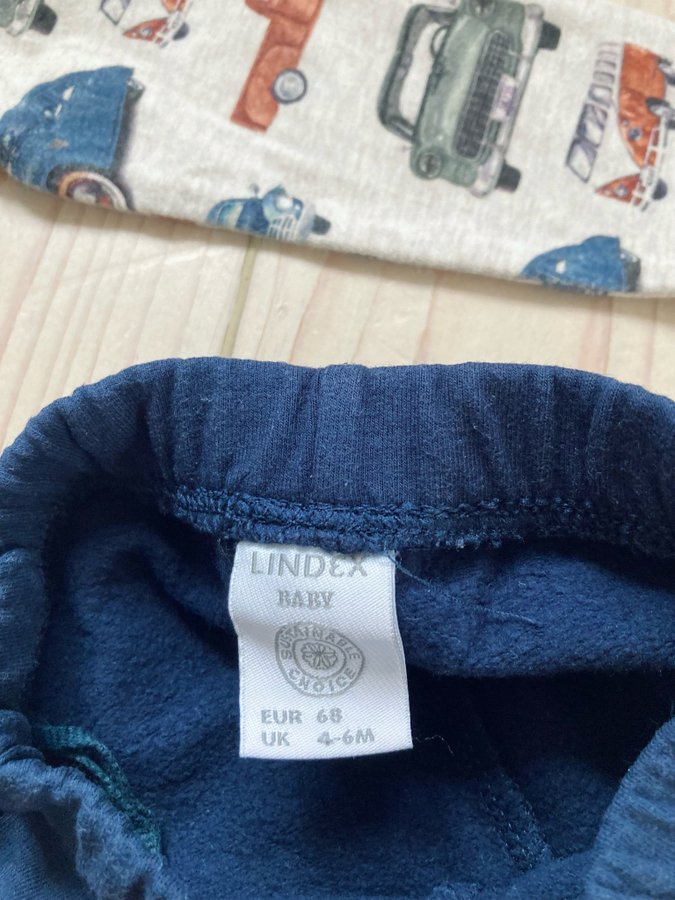 LINDEX
BABY
SUSTAINABLE
CHOICE
EUR 68
UK 4-6M